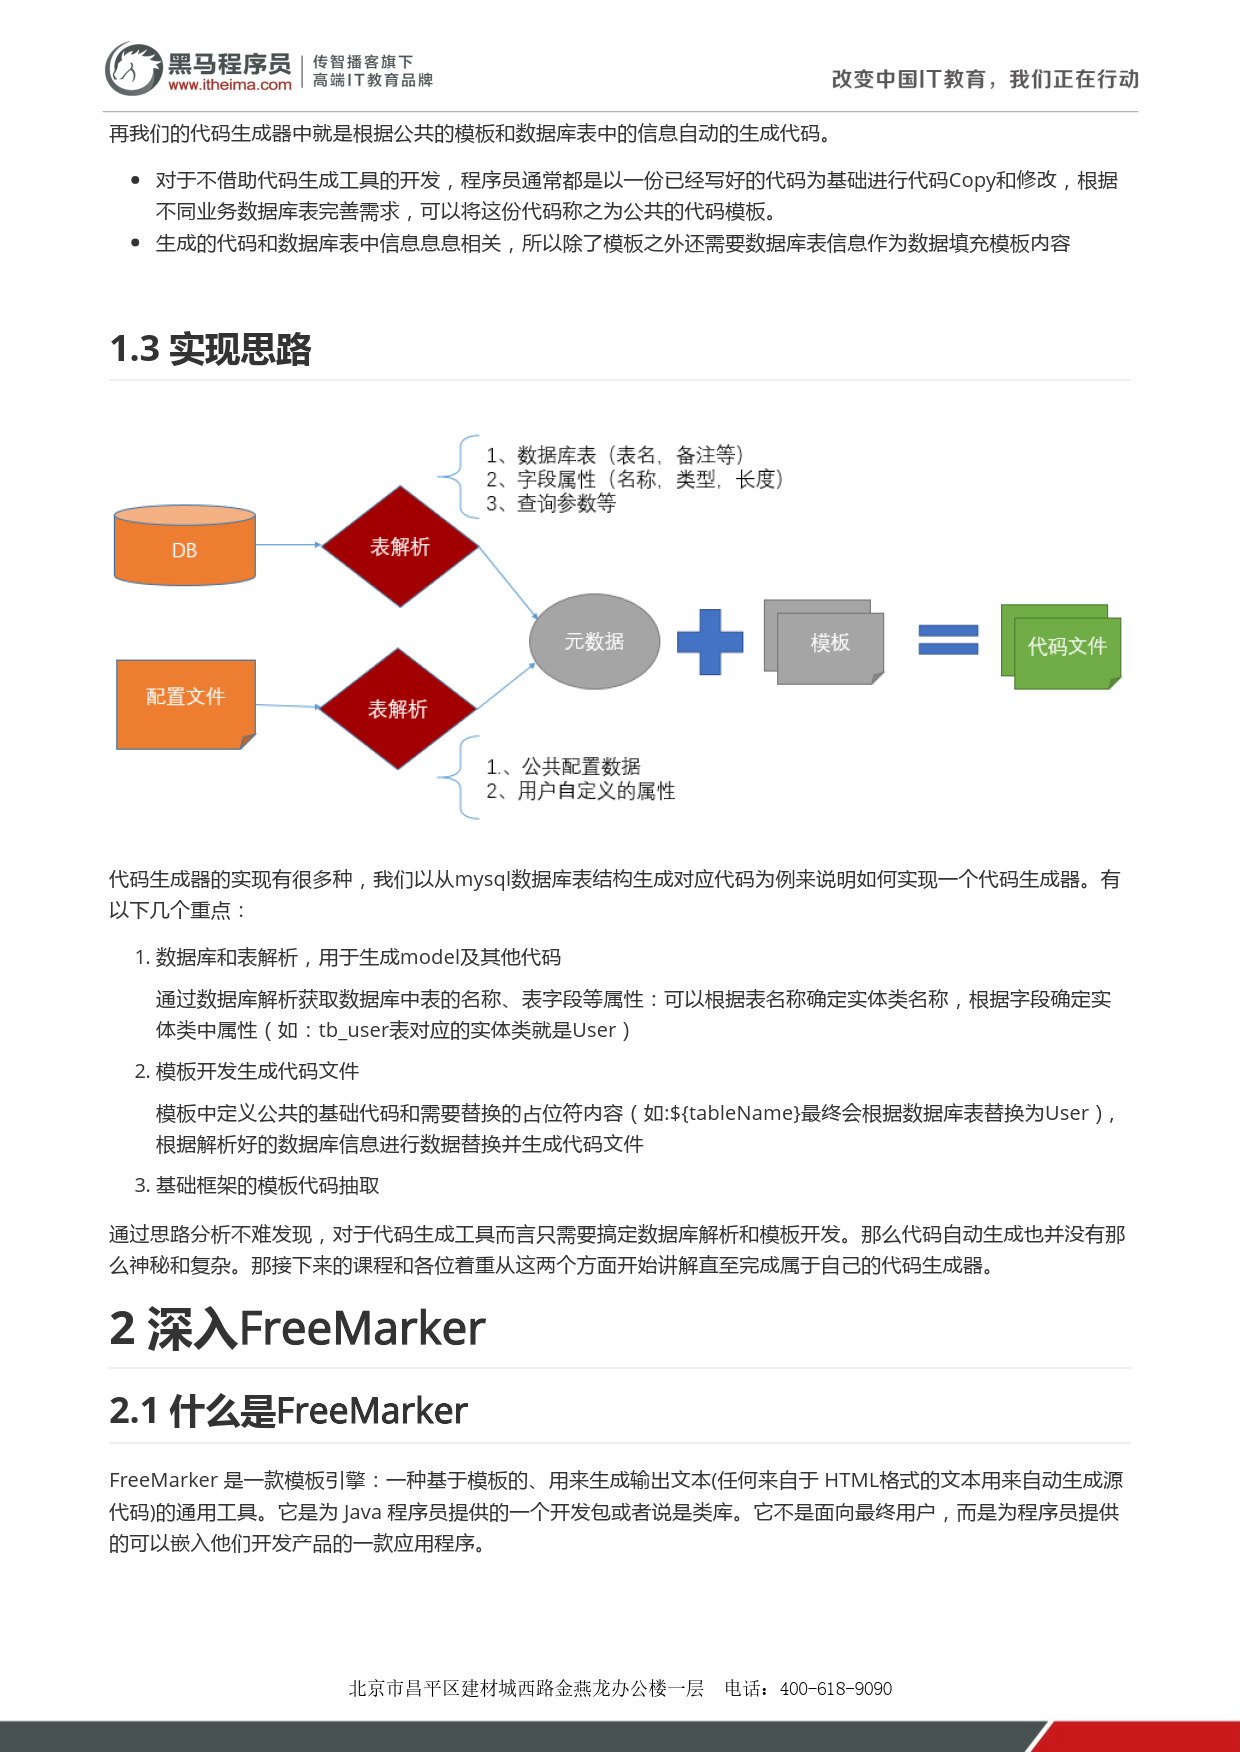 黑马程序员
www.itheima.com
传智播客旗下
高端IT教育品牌
改变中国IT教育，我们正在行动
再我们的代码生成器中就是根据公共的模板和数据库表中的信息自动的生成代码。
对于不借助代码生成工具的开发，程序员通常都是以一份已经写好的代码为基础进行代码Copy和修改，根据
不同业务数据库表完善需求，可以将这份代码称之为公共的代码模板。
生成的代码和数据库表中信息息息相关，所以除了模板之外还需要数据库表信息作为数据填充模板内容
1.3 实现思路
1、数据库表（表名，备注等）
2、字段属性（名称，类型，长度）
3、查询参数等
DB
表解析
元数据
模板
代码文件
配置文件
表解析
1.、公共配置数据
2、用户自定义的属性
代码生成器的实现有很多种，我们以从mysql数据库表结构生成对应代码为例来说明如何实现一个代码生成器。有
以下几个重点：
1. 数据库和表解析，用于生成model及其他代码
通过数据库解析获取数据库中表的名称、表字段等属性：可以根据表名称确定实体类名称，根据字段确定实
体类中属性（如：tb_user表对应的实体类就是User）
2. 模板开发生成代码文件
模板中定义公共的基础代码和需要替换的占位符内容（如:${tableName}最终会根据数据库表替换为User），
根据解析好的数据库信息进行数据替换并生成代码文件
3. 基础框架的模板代码抽取
通过思路分析不难发现，对于代码生成工具而言只需要搞定数据库解析和模板开发。那么代码自动生成也并没有那
么神秘和复杂。那接下来的课程和各位着重从这两个方面开始讲解直至完成属于自己的代码生成器。
2 深入FreeMarker
2.1 什么是FreeMarker
FreeMarker 是一款模板引擎：一种基于模板的、用来生成输出文本(任何来自于 HTML格式的文本用来自动生成源
代码)的通用工具。它是为 Java 程序员提供的一个开发包或者说是类库。它不是面向最终用户，而是为程序员提供
的可以嵌入他们开发产品的一款应用程序。
北京市昌平区建材城西路金燕龙办公楼一层 电话：400-618-9090